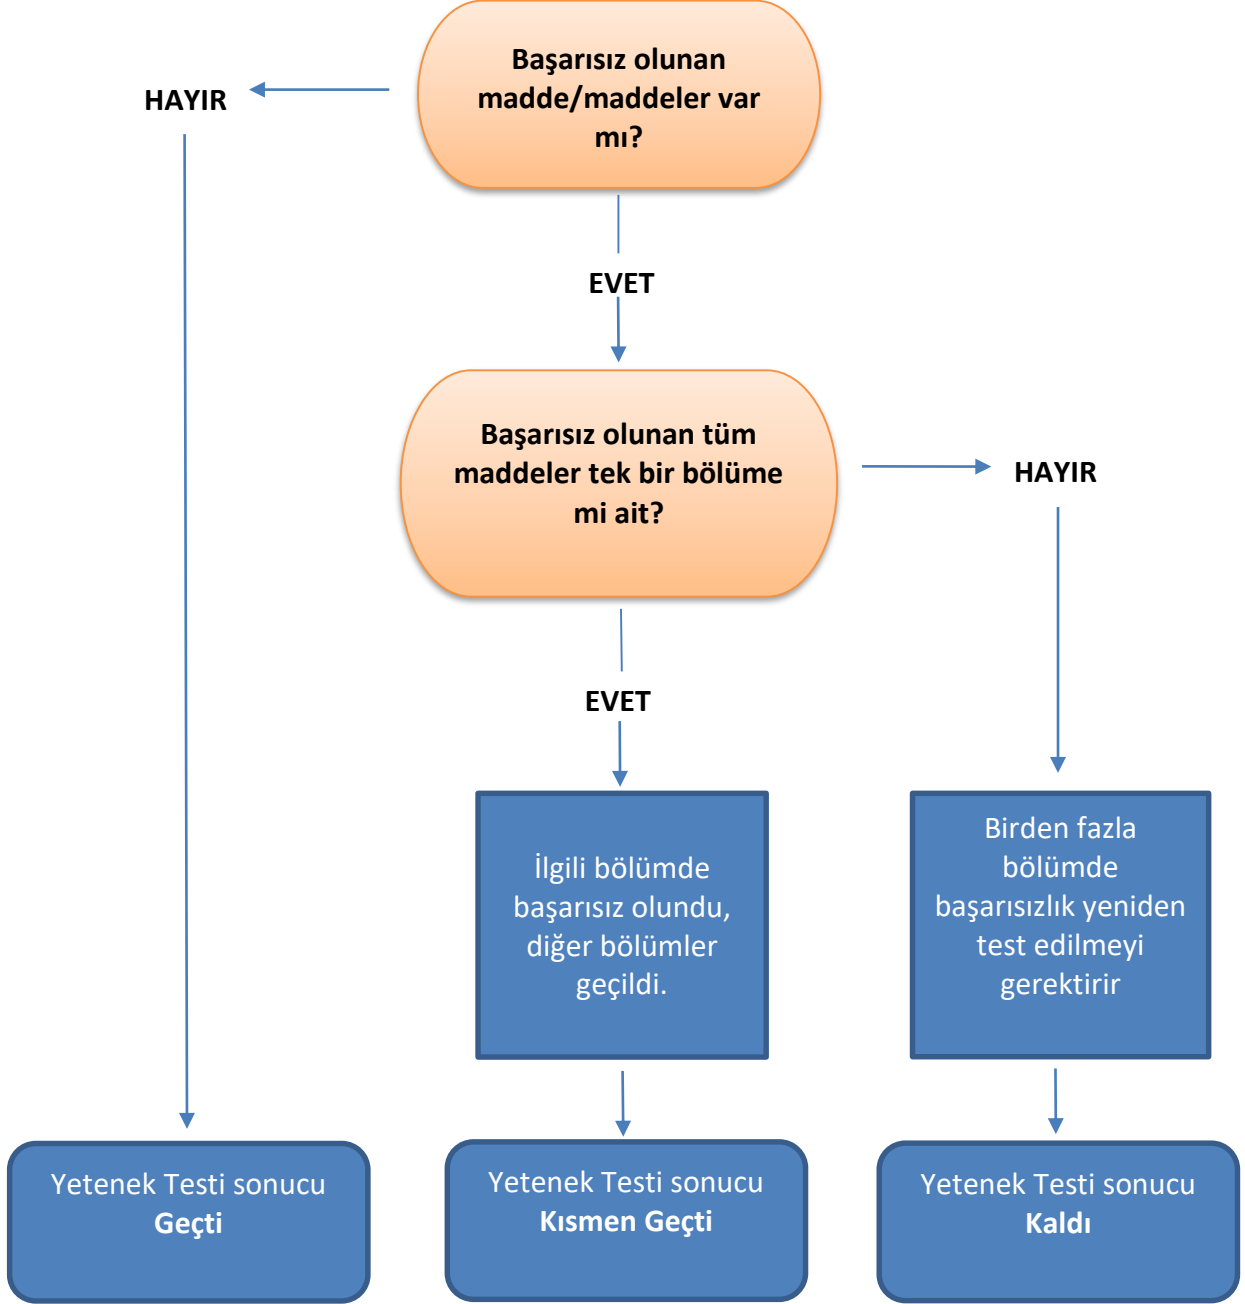 Başarısız olunan
madde/maddeler var
mı?
HAYIR
EVET
Başarısız olunan tüm
maddeler tek bir bölüme
mi ait?
HAYIR
EVET
İlgili bölümde
başarısız olundu,
diğer bölümler
geçildi.
Birden fazla
bölümde
başarısızlık yeniden
test edilmeyi
gerektirir
Yetenek Testi sonucu
Geçti
Yetenek Testi sonucu
Kısmen Geçti
Yetenek Testi sonucu
Kaldı